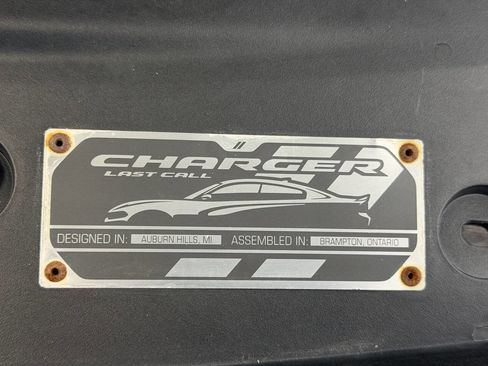 CHARGER
LAST CALL
DESIGNED IN: AUBURN HILLS, MI ASSEMBLED IN: BRAMPTON, ONTARIO